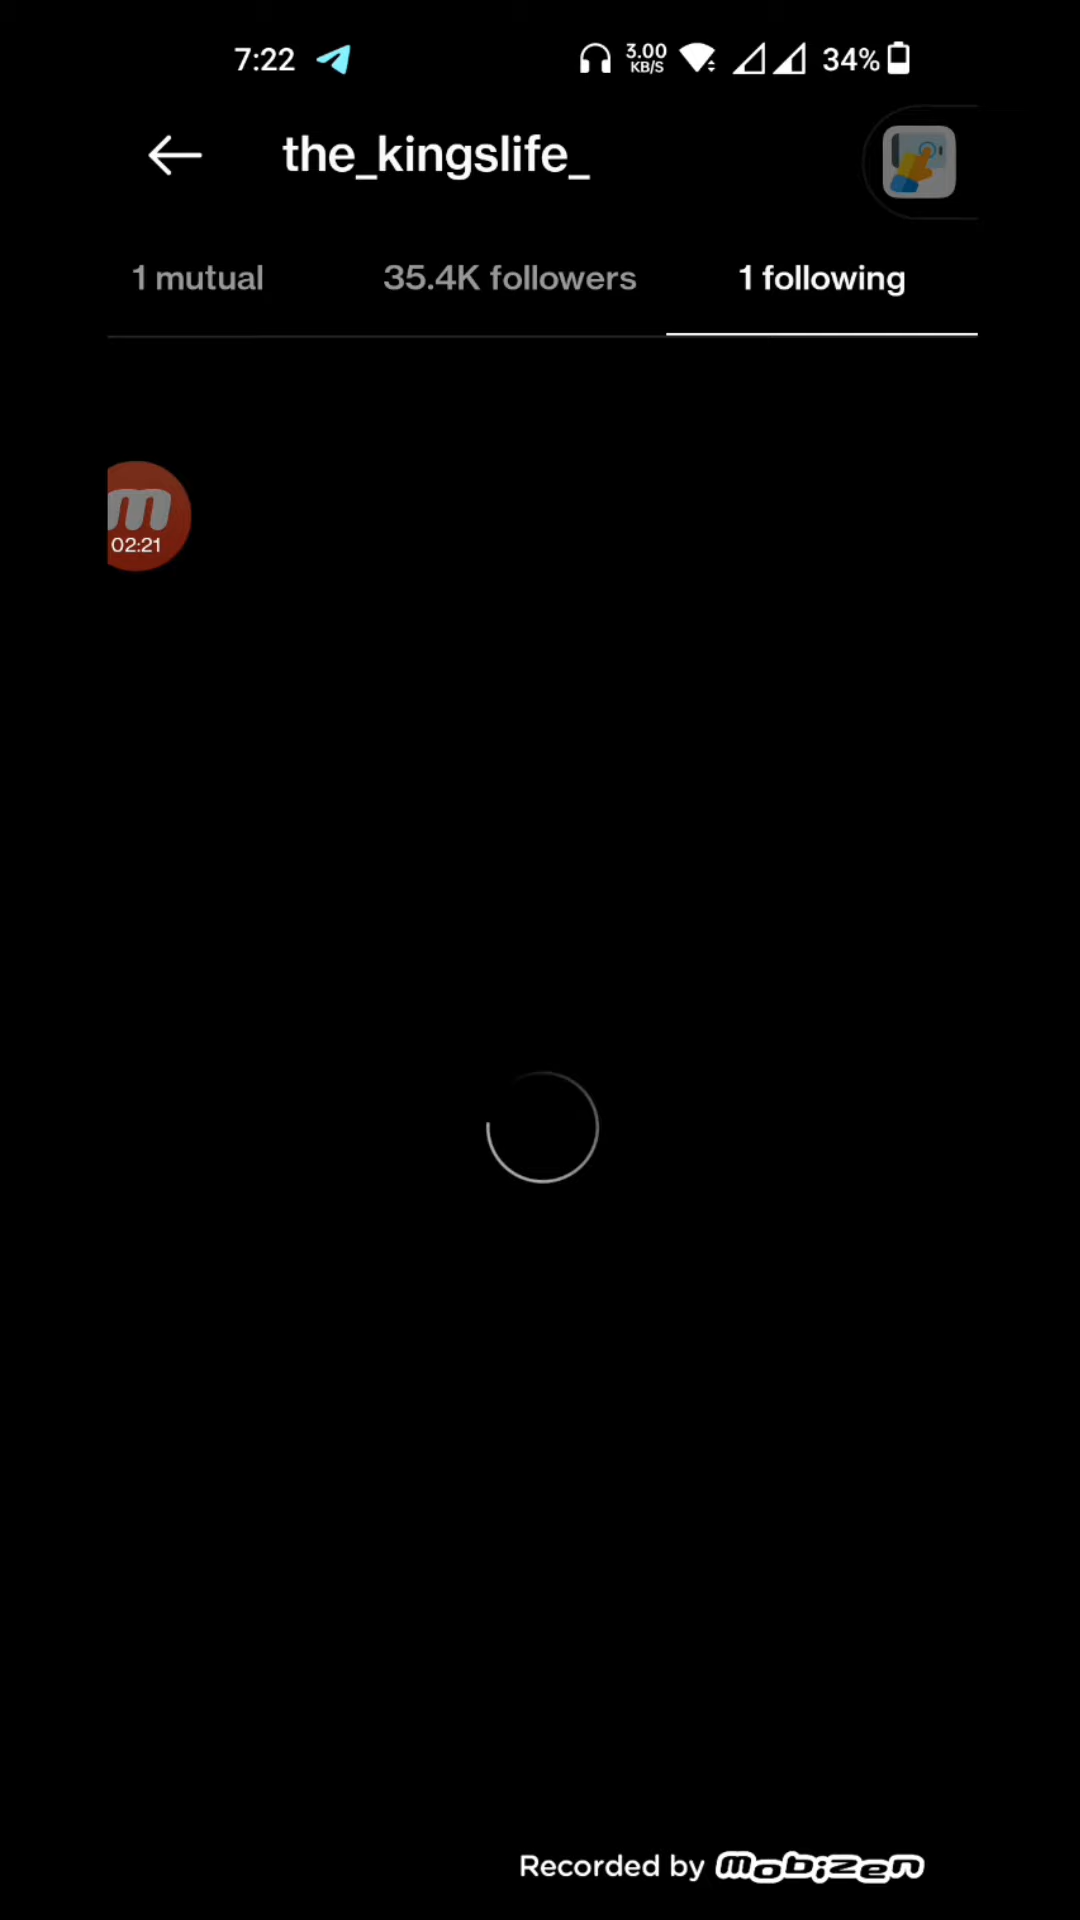 7:22 3.00 KB/S 34%
the_kingslife_
1 mutual 35.4K followers 1 following
m
02:21
Recorded by mobizen